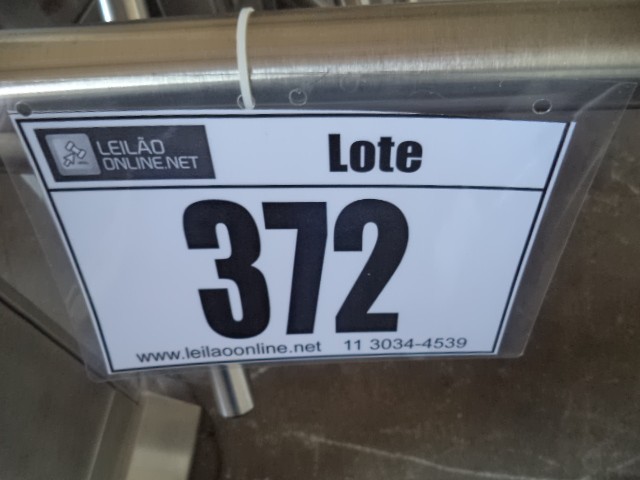 LEILÃO
ONLINE.NET
Lote
372
www.leilaoonline.net 11 3034-4539